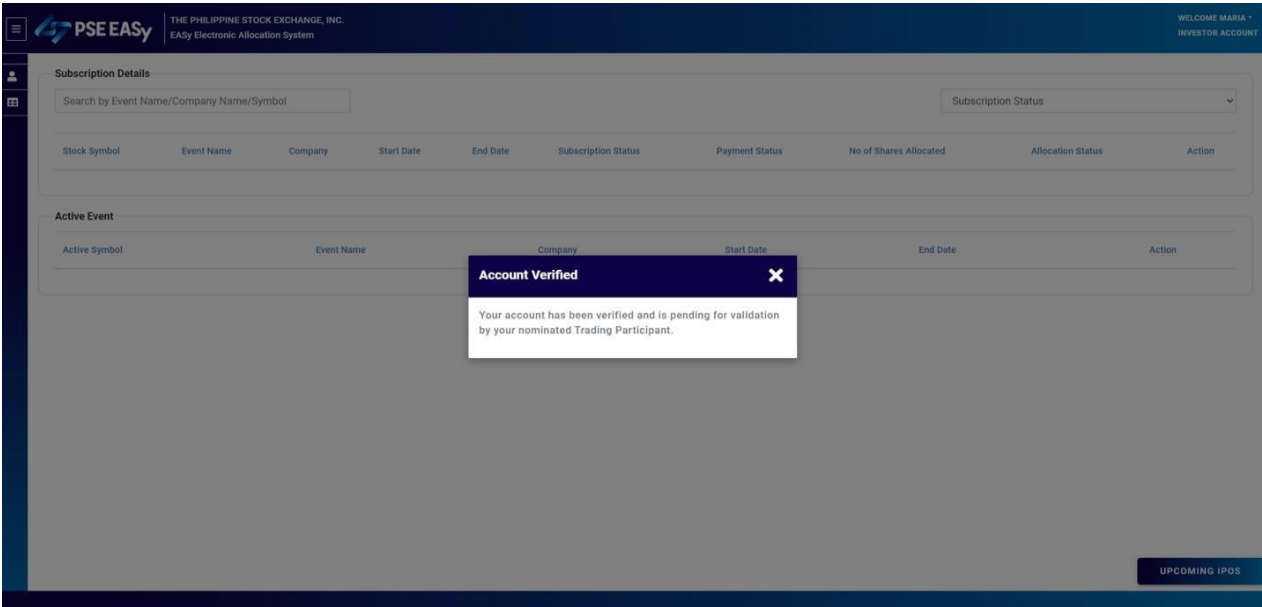 PSE EASy
THE PHILIPPINE STOCK EXCHANGE, INC.
EASy Electronic Allocation System
WELCOME MARIA
INVESTOR ACCOUNT
Subscription Details
Search by Event Name/Company Name/Symbol
Subscription Status
Stock Symbol Event Name Company Start Date End Date Subscription Status Payment Status No of Shares Allocated Allocation Status Action
Active Event
Active Symbol Event Name Company Start Date End Date Action
Account Verified
Your account has been verified and is pending for validation
by your nominated Trading Participant.
UPCOMING IPOS